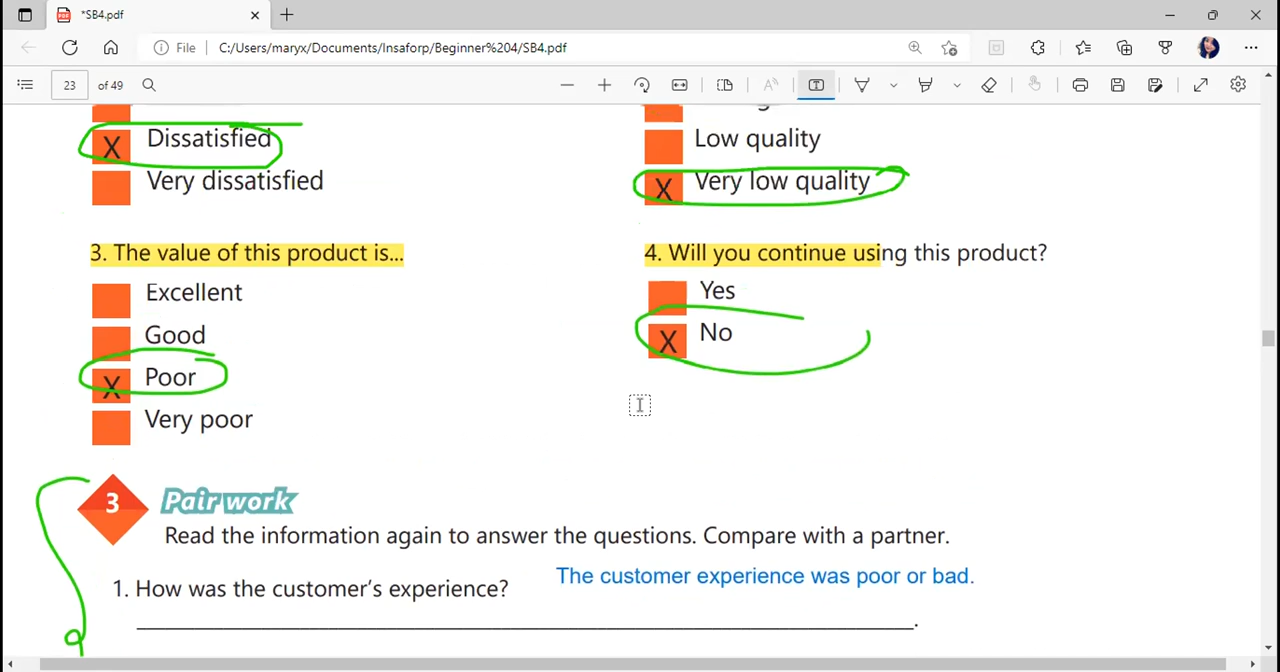 *SB4.pdf
File
C:/Users/maryx/Documents/Insaforp/Beginner%204/SB4.pdf
23 of 49
X Dissatisfied
Very dissatisfied
Low quality
X Very low quality
3. The value of this product is...
Excellent
Good
X Poor
Very poor
4. Will you continue using this product?
Yes
X No
3 Pair work
Read the information again to answer the questions. Compare with a partner.
1. How was the customer's experience?
The customer experience was poor or bad.